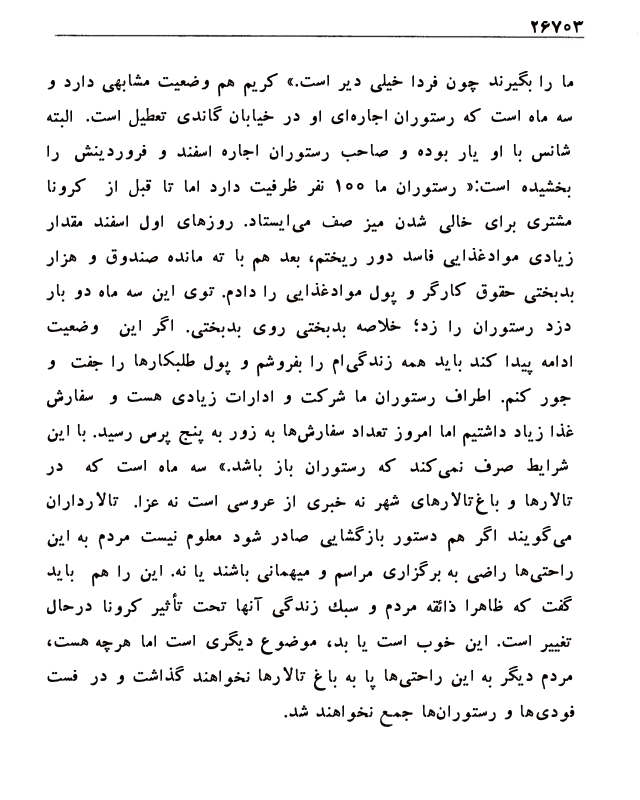 ۲۶۷۰۳
ما را بگیرند چون فردا خیلی دیر است.» کریم هم وضعیت مشابهی دارد و
سه ماه است که رستوران اجاره‌ای او در خیابان گاندی تعطیل است. البته
شانس با او یار بوده و صاحب رستوران اجاره اسفند و فروردینش را
بخشیده است:« رستوران ما ۱۰۰ نفر ظرفیت دارد اما تا قبل از کرونا
مشتری برای خالی شدن میز صف می‌ایستاد. روزهای اول اسفند مقدار
زیادی موادغذایی فاسد دور ریختم، بعد هم با ته مانده صندوق و هزار
بدبختی حقوق کارگر و پول موادغذایی را دادم. توی این سه ماه دو بار
دزد رستوران را زد؛ خلاصه بدبختی روی بدبختی. اگر این وضعیت
ادامه پیدا کند باید همه زندگی‌ام را بفروشم و پول طلبکارها را جفت و
جور کنم. اطراف رستوران ما شرکت و ادارات زیادی هست و سفارش
غذا زیاد داشتیم اما امروز تعداد سفارش‌ها به زور به پنج پرس رسید. با این
شرایط صرف نمی‌کند که رستوران باز باشد.» سه ماه است که در
تالارها و باغ‌تالارهای شهر نه خبری از عروسی است نه عزا. تالارداران
می‌گویند اگر هم دستور بازگشایی صادر شود معلوم نیست مردم به این
راحتی‌ها راضی به برگزاری مراسم و میهمانی باشند یا نه. این را هم باید
گفت که ظاهرا ذائقه مردم و سبك زندگی آنها تحت تأثیر کرونا درحال
تغییر است. این خوب است یا بد، موضوع دیگری است اما هرچه هست،
مردم دیگر به این راحتی‌ها پا به باغ تالارها نخواهند گذاشت و در فست
فودی‌ها و رستوران‌ها جمع نخواهند شد.